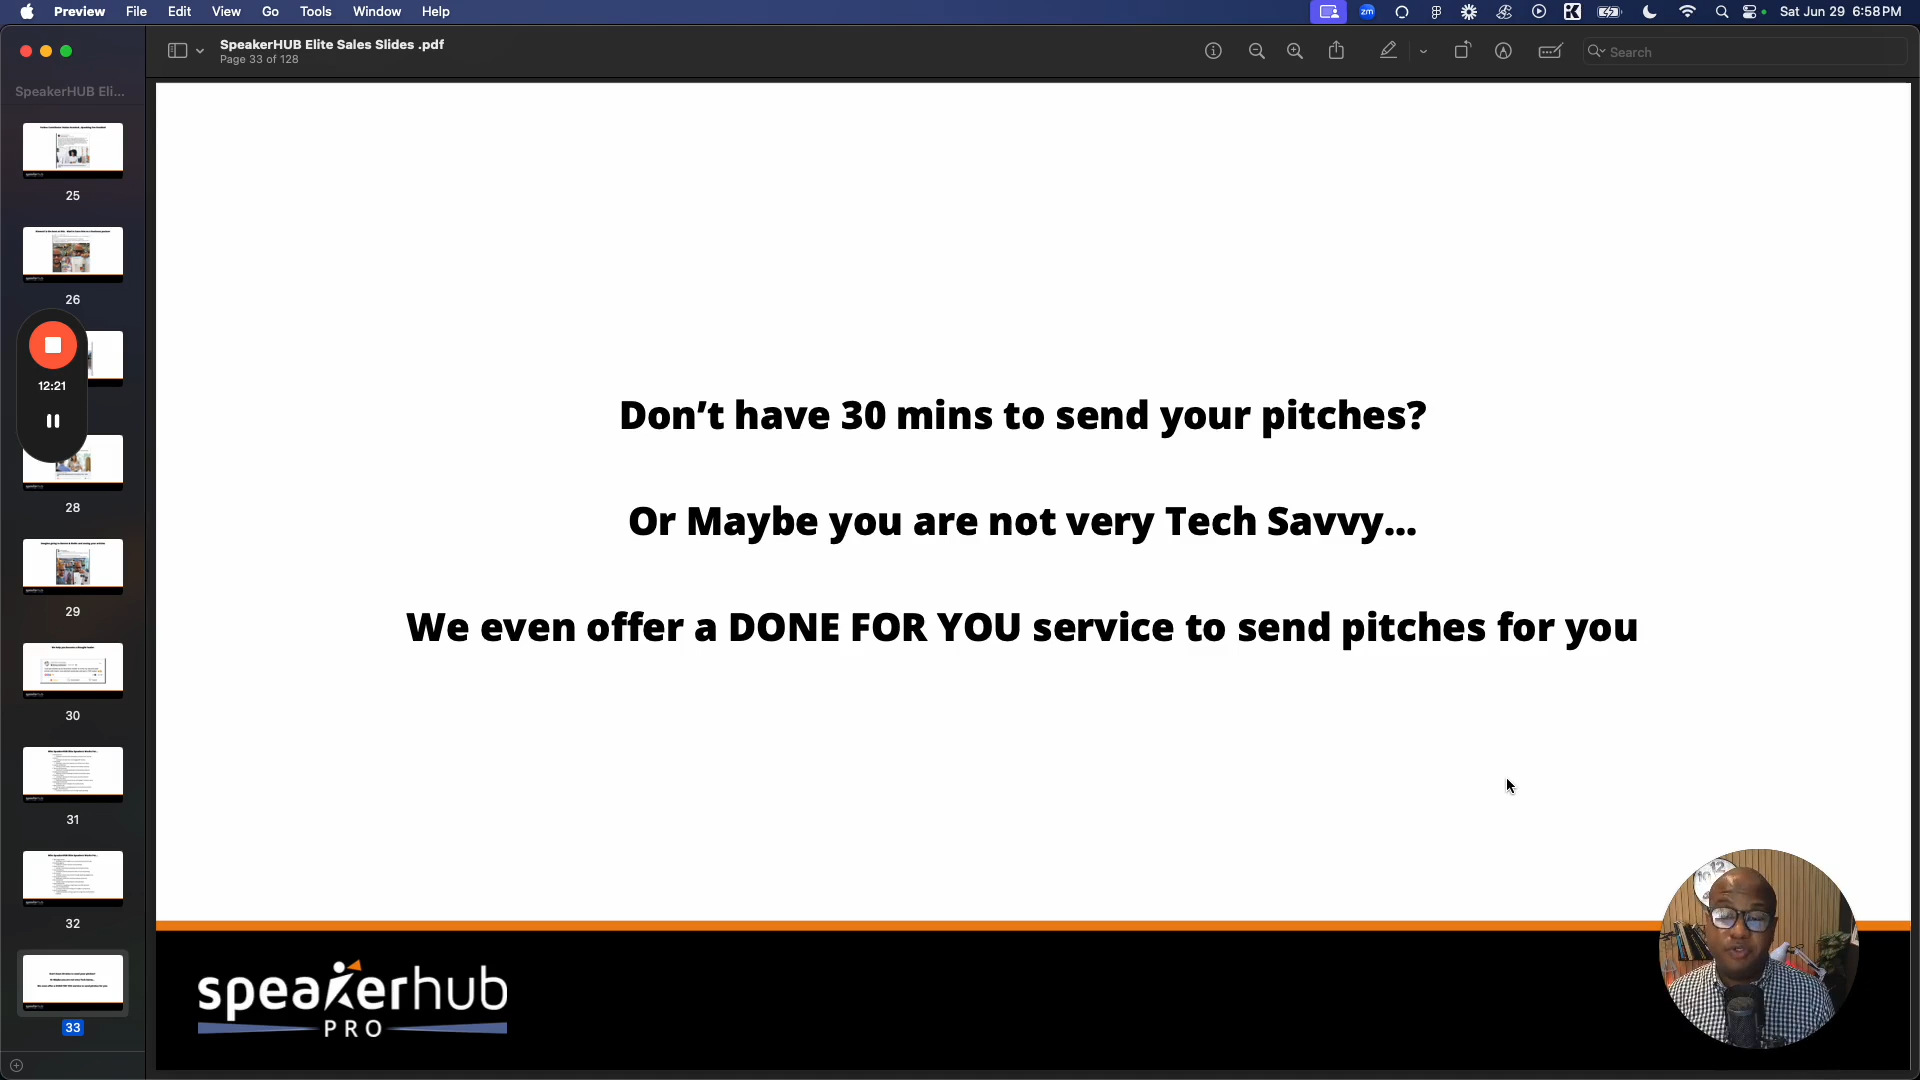 Preview File Edit View Go Tools Window Help
zm
Sat Jun 29 6:58 PM
SpeakerHUB Elite Sales Slides .pdf
Page 33 of 128
Search
SpeakerHUB Eli...
25
26
12:21
28
29
30
31
32
33
Don’t have 30 mins to send your pitches?
Or Maybe you are not very Tech Savvy...
We even offer a DONE FOR YOU service to send pitches for you
speakerhub
PRO